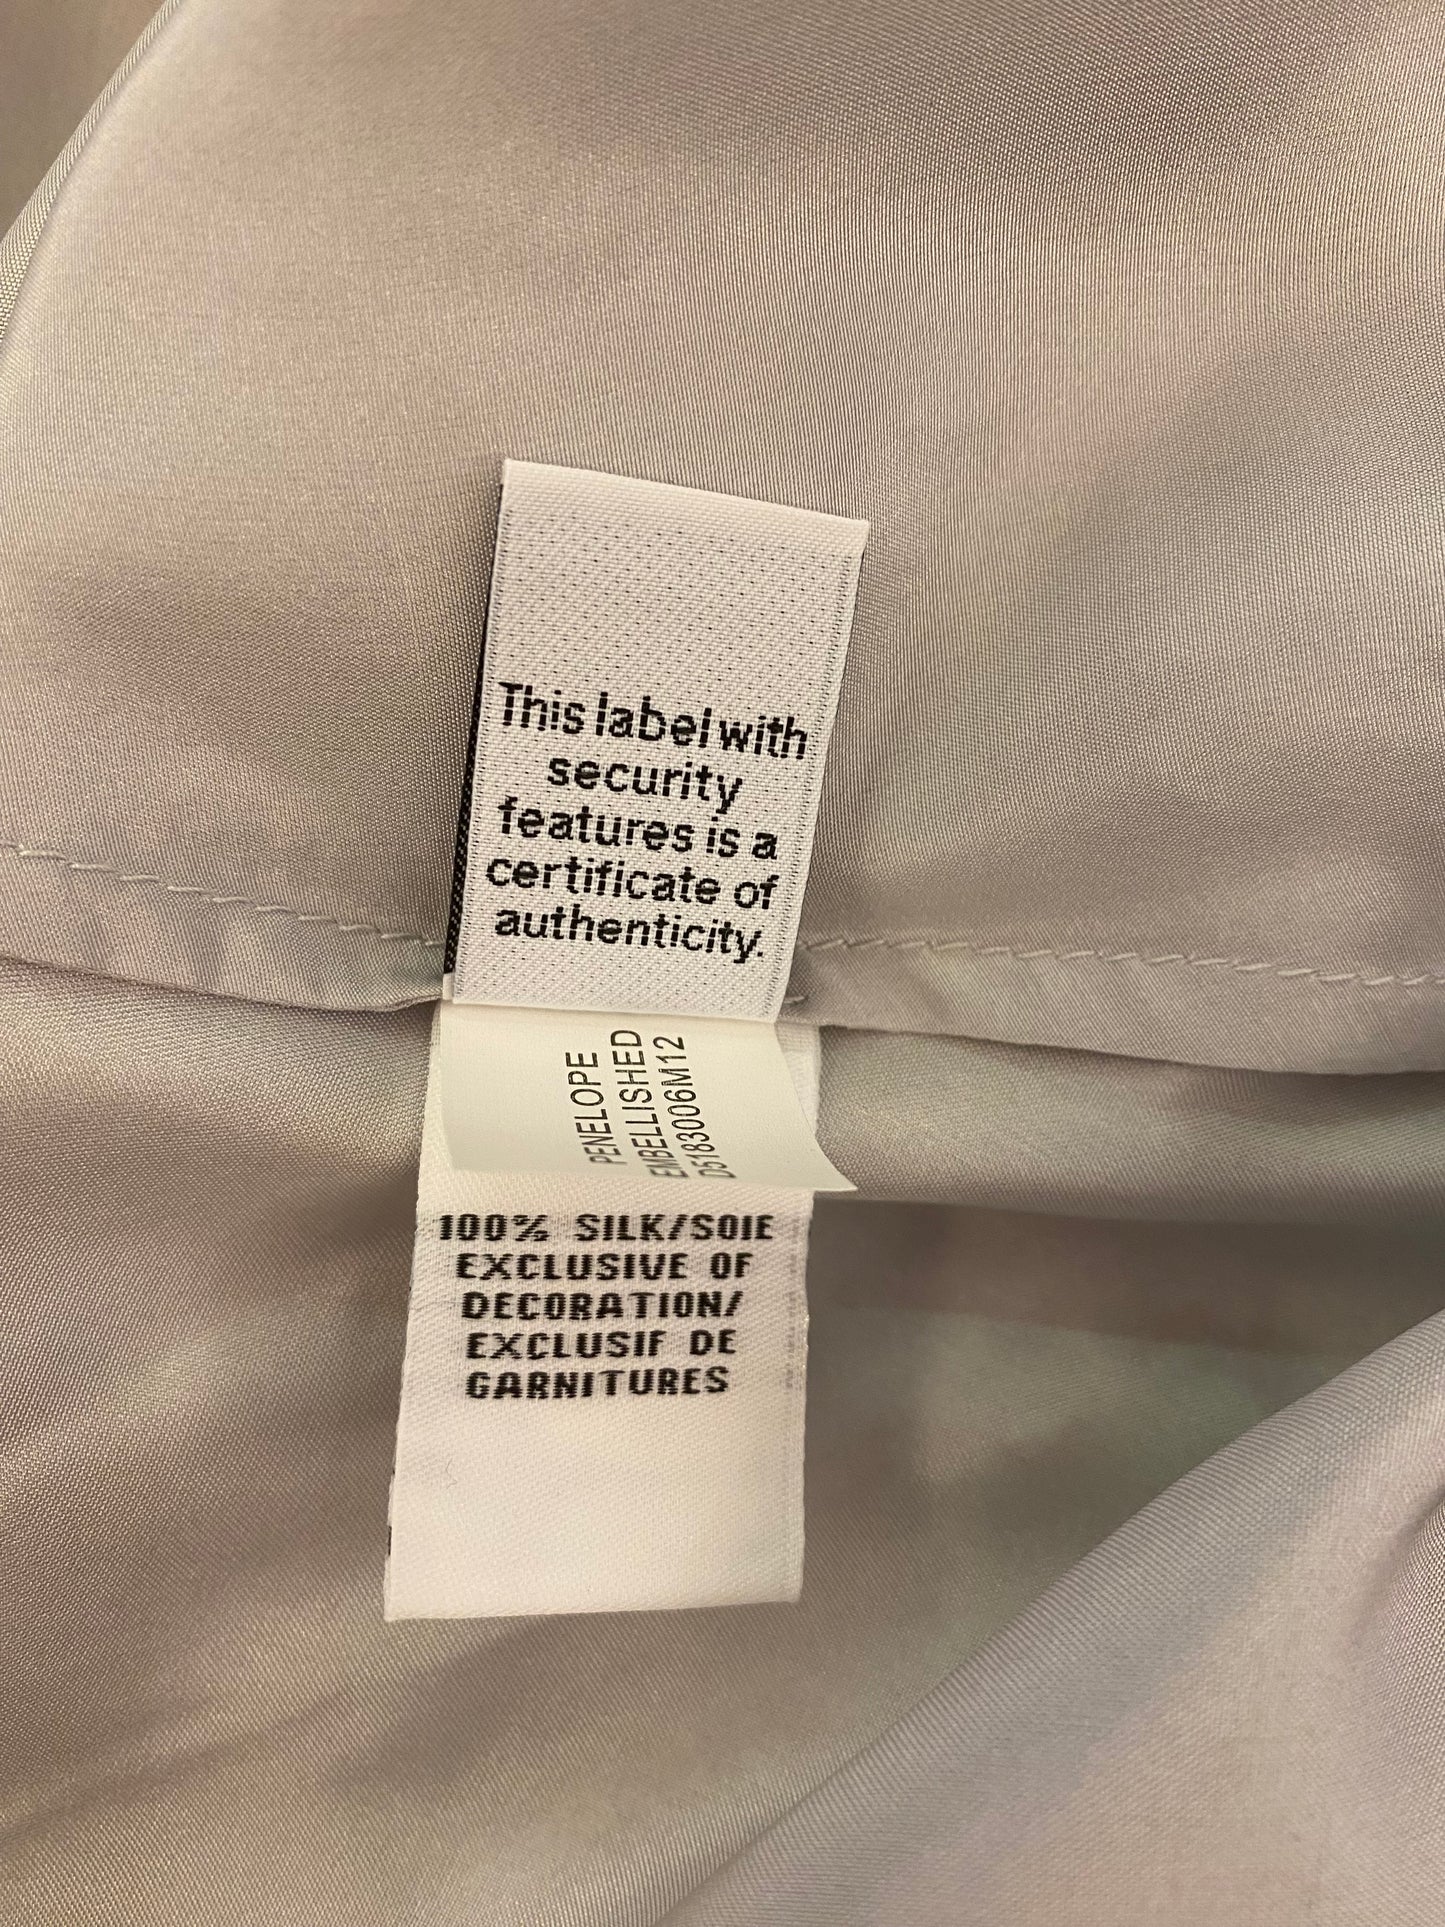 This label with
security
features is a
certificate of
authenticity.
PENELOPE
EMBELLISHED
D5183006M12
100% SILK/SOIE
EXCLUSIVE OF
DECORATION/
EXCLUSIF DE
GARNITURES